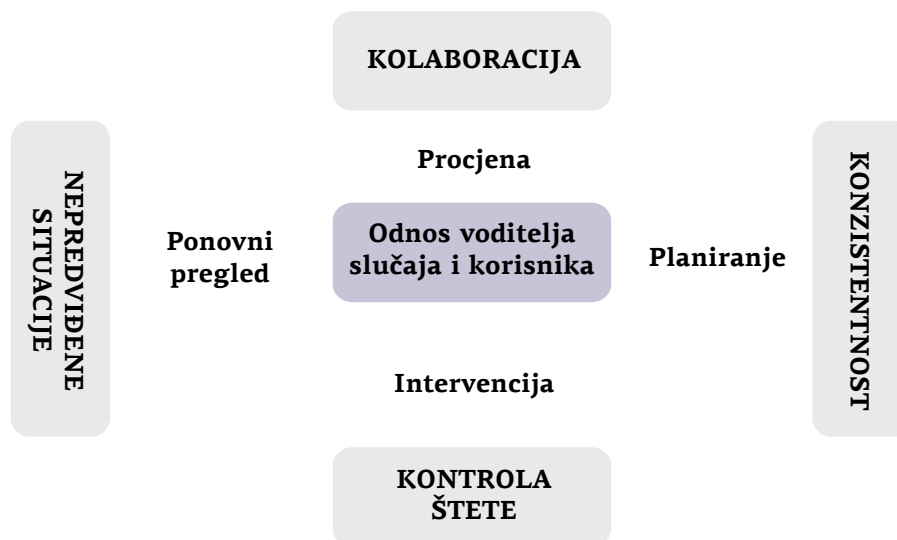 KOLABORACIJA
Procjena
NEPREDVIĐENE
SITUACIJE
Ponovni
pregled
Odnos voditelja
slučaja i korisnika
Planiranje
KONZISTENTNOST
Intervencija
KONTROLA
ŠTETE